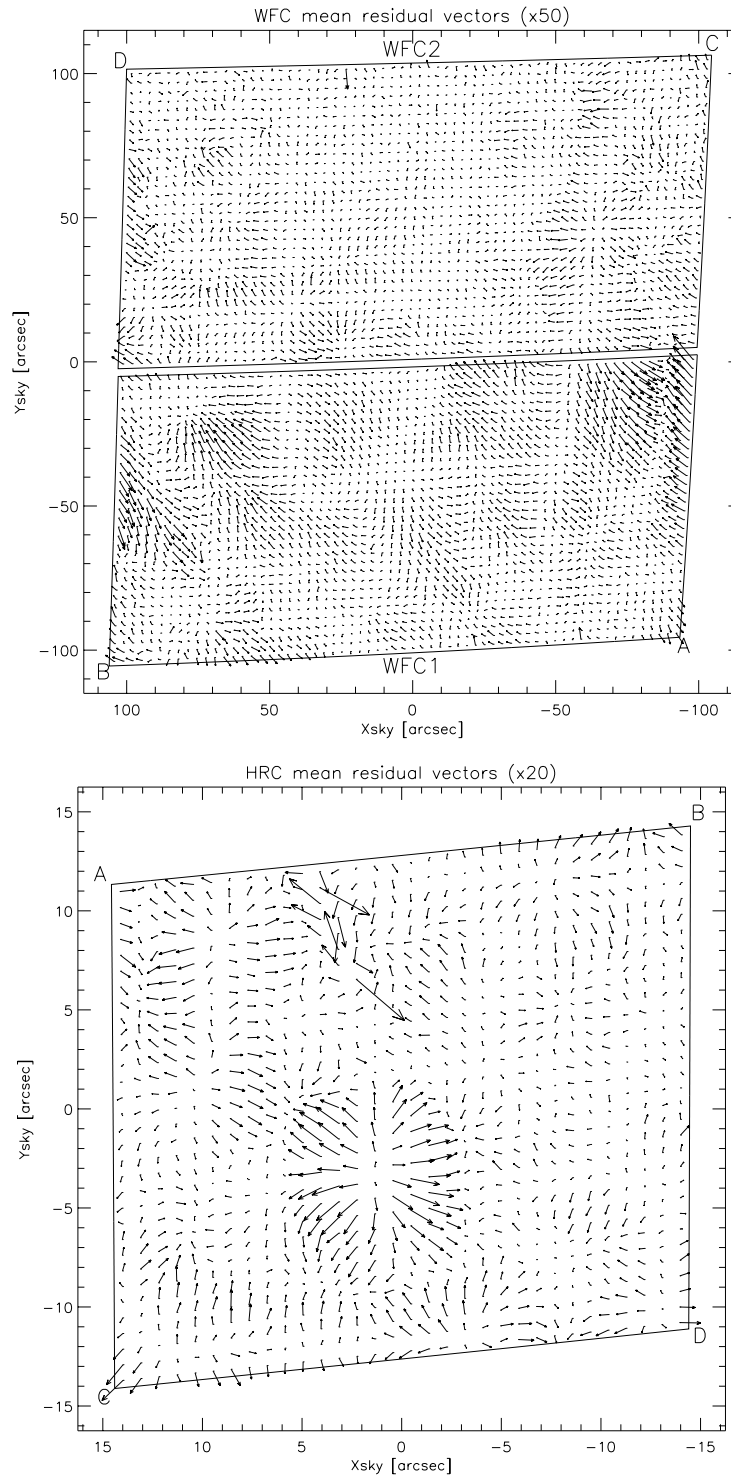 WFC mean residual vectors (x50)
D
WFC2
C
100
50
0
−50
−100
Ysky [arcsec]
B
WFC1
A
100
50
0
−50
−100
Xsky [arcsec]
HRC mean residual vectors (x20)
15
B
A
10
5
0
−5
−10
−15
Ysky [arcsec]
D
C
15
10
5
0
−5
−10
−15
Xsky [arcsec]